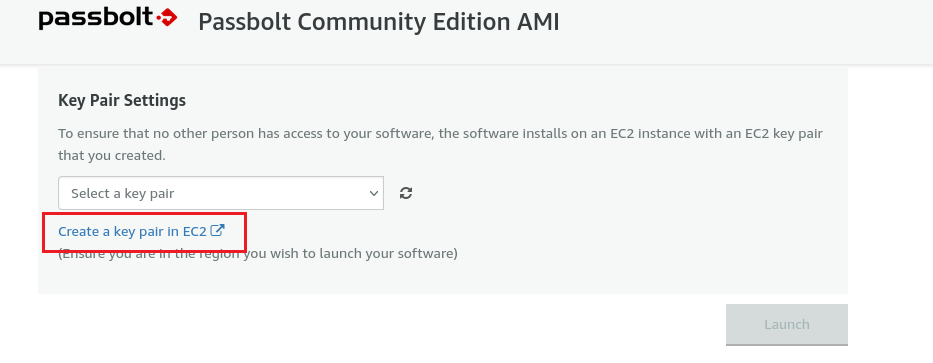 passbolt Passbolt Community Edition AMI
Key Pair Settings
To ensure that no other person has access to your software, the software installs on an EC2 instance with an EC2 key pair
that you created.
Select a key pair
Create a key pair in EC2
(Ensure you are in the region you wish to launch your software)
Launch